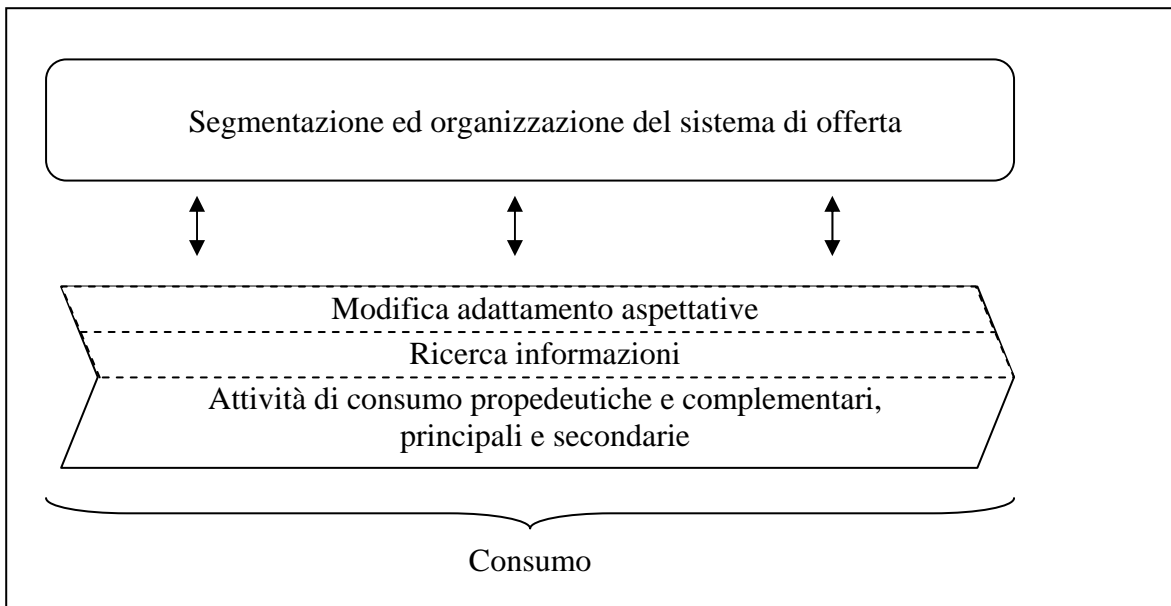 Segmentazione ed organizzazione del sistema di offerta
Modifica adattamento aspettative
Ricerca informazioni
Attività di consumo propedeutiche e complementari,
principali e secondarie
Consumo